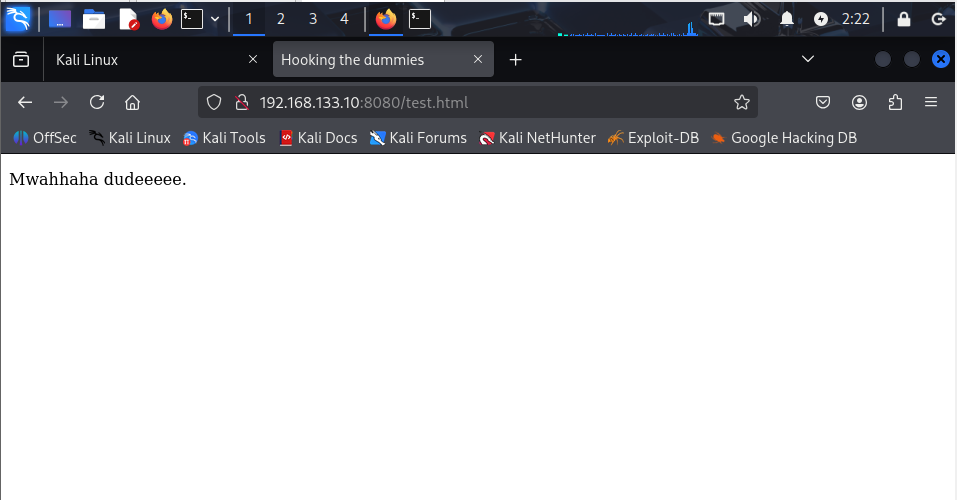 1 2 3 4 2:22
Kali Linux Hooking the dummies
192.168.133.10:8080/test.html
OffSec Kali Linux Kali Tools Kali Docs Kali Forums Kali NetHunter Exploit-DB Google Hacking DB
Mwahhaha dudeeeee.